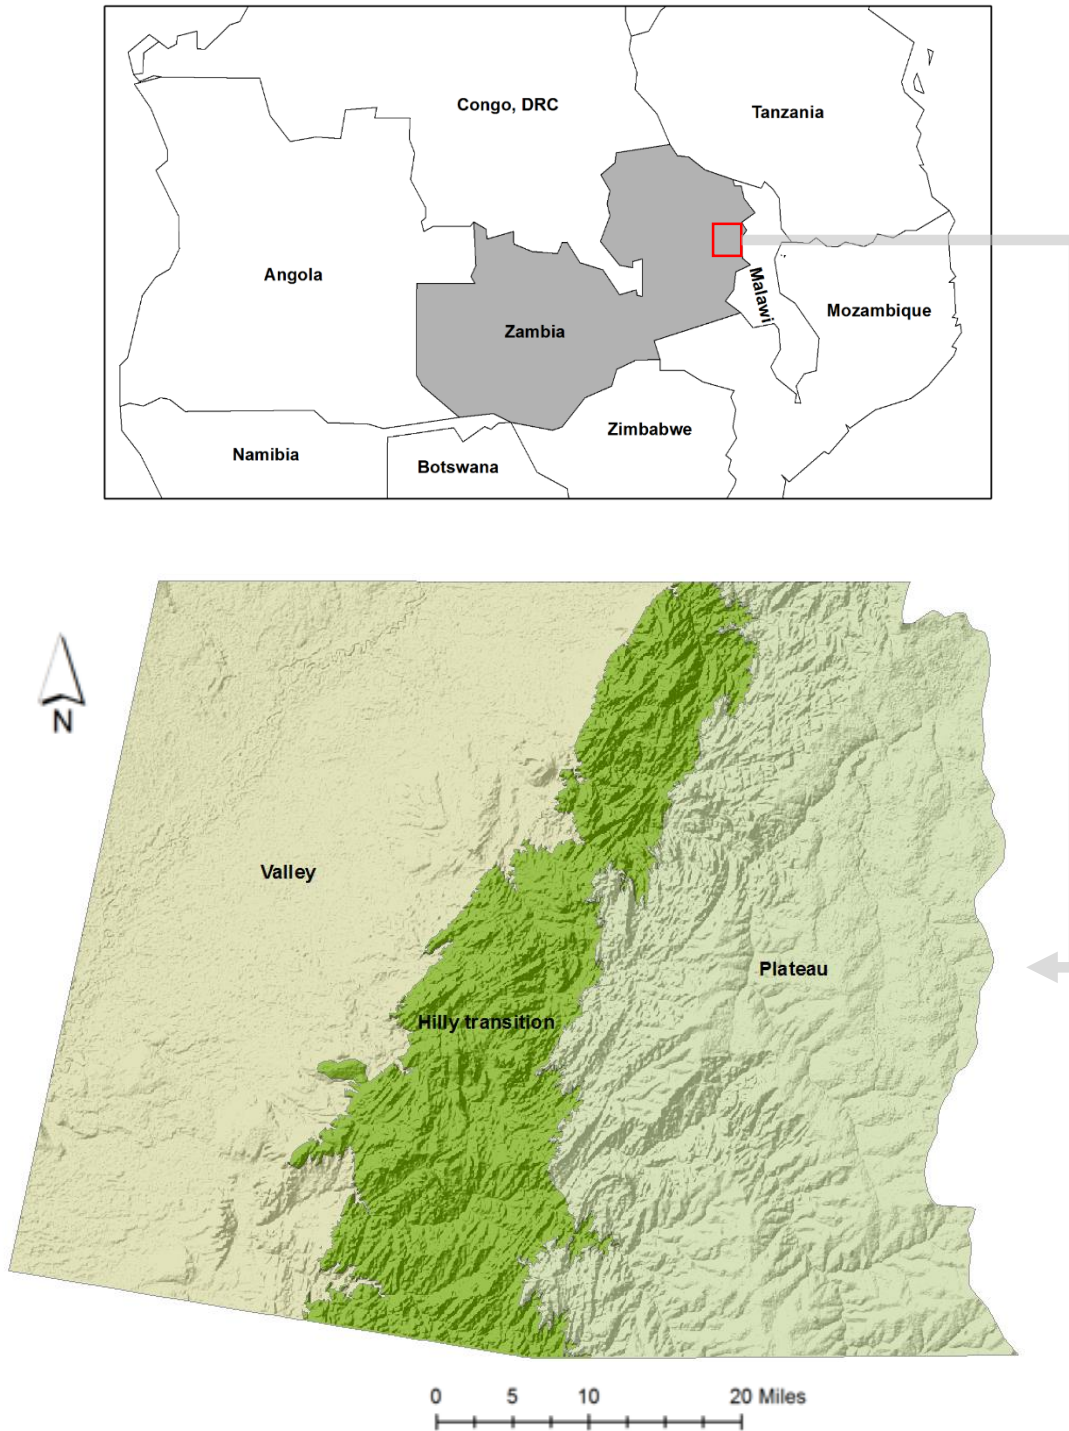 Congo, DRC
Tanzania
Angola
Malawi
Mozambique
Zambia
Zimbabwe
Namibia
Botswana
N
Valley
Plateau
Hilly transition
0 5 10 20 Miles